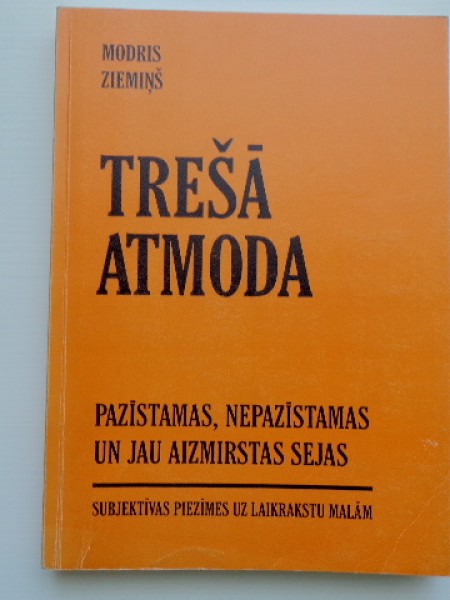 MODRIS
ZIEMIŅŠ
TREŠĀ
ATMODA
PAZĪSTAMAS, NEPAZĪSTAMAS
UN JAU AIZMIRSTAS SEJAS
SUBJEKTĪVAS PIEZĪMES UZ LAIKRAKSTU MALĀM